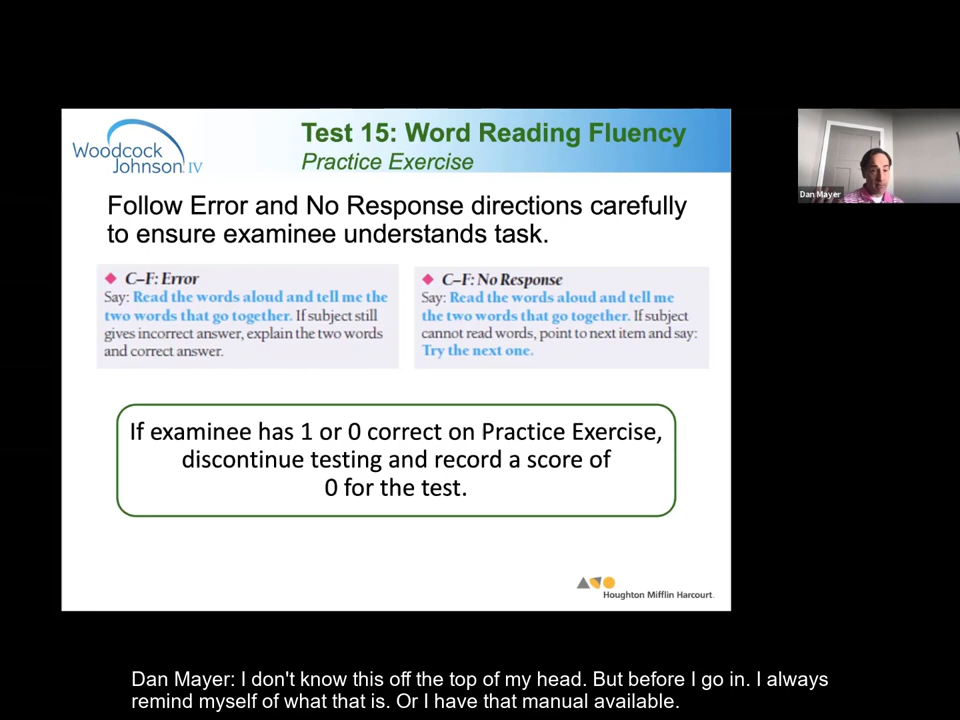 Woodcock
Johnson IV
Test 15: Word Reading Fluency
Practice Exercise
Follow Error and No Response directions carefully
to ensure examinee understands task.
◆ C–F: Error
Say: Read the words aloud and tell me the
two words that go together. If subject still
gives incorrect answer, explain the two words
and correct answer.
◆ C–F: No Response
Say: Read the words aloud and tell me
the two words that go together. If subject
cannot read words, point to next item and say:
Try the next one.
If examinee has 1 or 0 correct on Practice Exercise,
discontinue testing and record a score of
0 for the test.
Houghton Mifflin Harcourt.
Dan Mayer
Dan Mayer: I don't know this off the top of my head. But before I go in. I always
remind myself of what that is. Or I have that manual available.